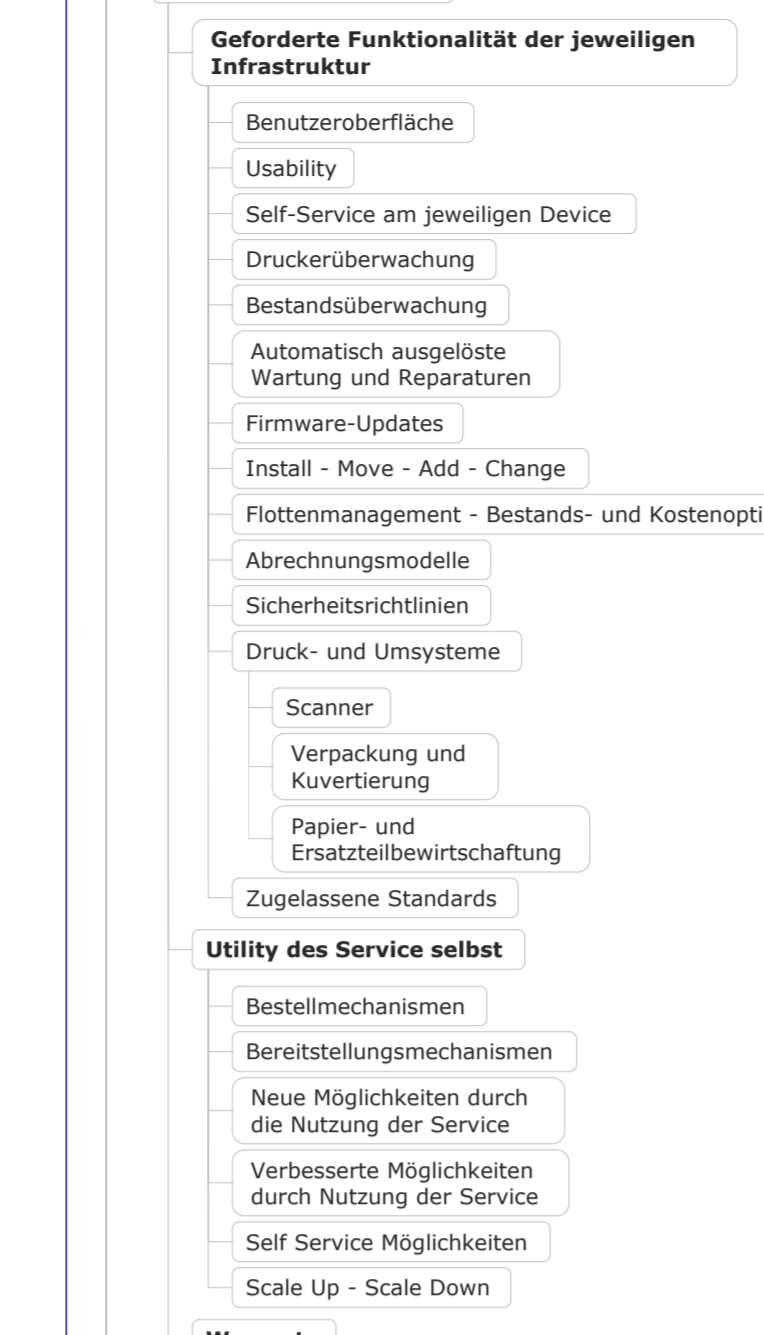 Geforderte Funktionalität der jeweiligen
Infrastruktur
Benutzeroberfläche
Usability
Self-Service am jeweiligen Device
Druckerüberwachung
Bestandsüberwachung
Automatisch ausgelöste
Wartung und Reparaturen
Firmware-Updates
Install - Move - Add - Change
Flottenmanagement - Bestands- und Kostenopti
Abrechnungsmodelle
Sicherheitsrichtlinien
Druck- und Umsysteme
Scanner
Verpackung und
Kuvertierung
Papier- und
Ersatzteilbewirtschaftung
Zugelassene Standards
Utility des Service selbst
Bestellmechanismen
Bereitstellungsmechanismen
Neue Möglichkeiten durch
die Nutzung der Service
Verbesserte Möglichkeiten
durch Nutzung der Service
Self Service Möglichkeiten
Scale Up - Scale Down